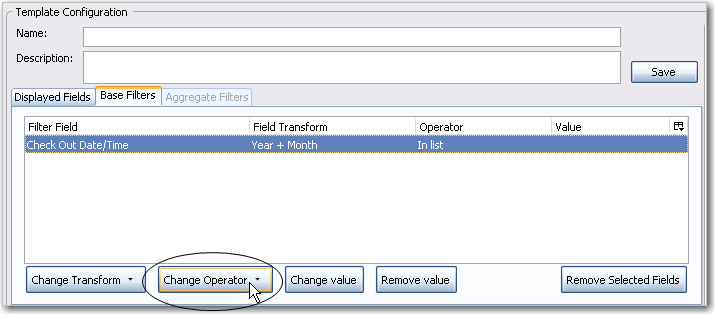 Template Configuration
Name:
Description:
Save
Displayed Fields Base Filters Aggregate Filters
Filter Field Field Transform Operator Value
Check Out Date/Time Year + Month In list
Change Transform Change Operator Change value Remove value Remove Selected Fields